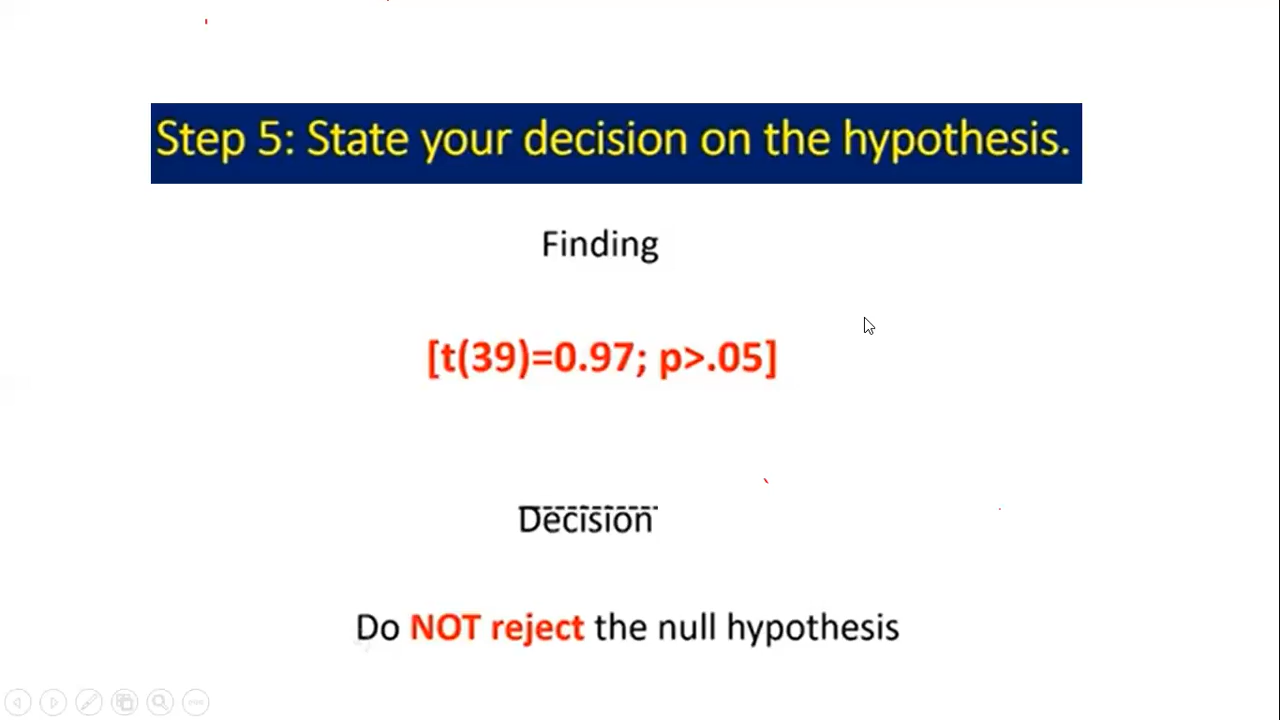 Step 5: State your decision on the hypothesis.
Finding
[t(39)=0.97; p>.05]
Decision
Do NOT reject the null hypothesis